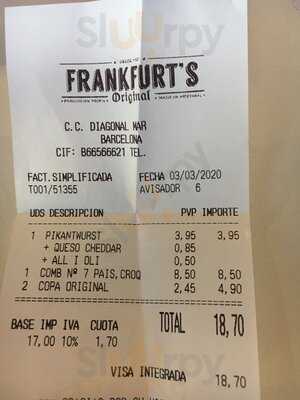 Sluurpy
FRANKFURT'S
Original
C.C. DIAGONAL MAR
BARCELONA
CIF: B66566621 TEL.
FACT.SIMPLIFICADA FECHA 03/03/2020
T001/51355 AVISADOR 6
UDS DESCRIPCION PVP IMPORTE
1 PIKANTWURST 3,95 3,95
+ QUESO CHEDDAR 0,85
+ ALL I OLI 0,50
1 COMB Nº 7 PAIS,CROQ 8,50 8,50
2 COPA ORIGINAL 2,45 4,90
BASE IMP IVA CUOTA TOTAL 18,70
17,00 10% 1,70
VISA INTEGRADA 18,70